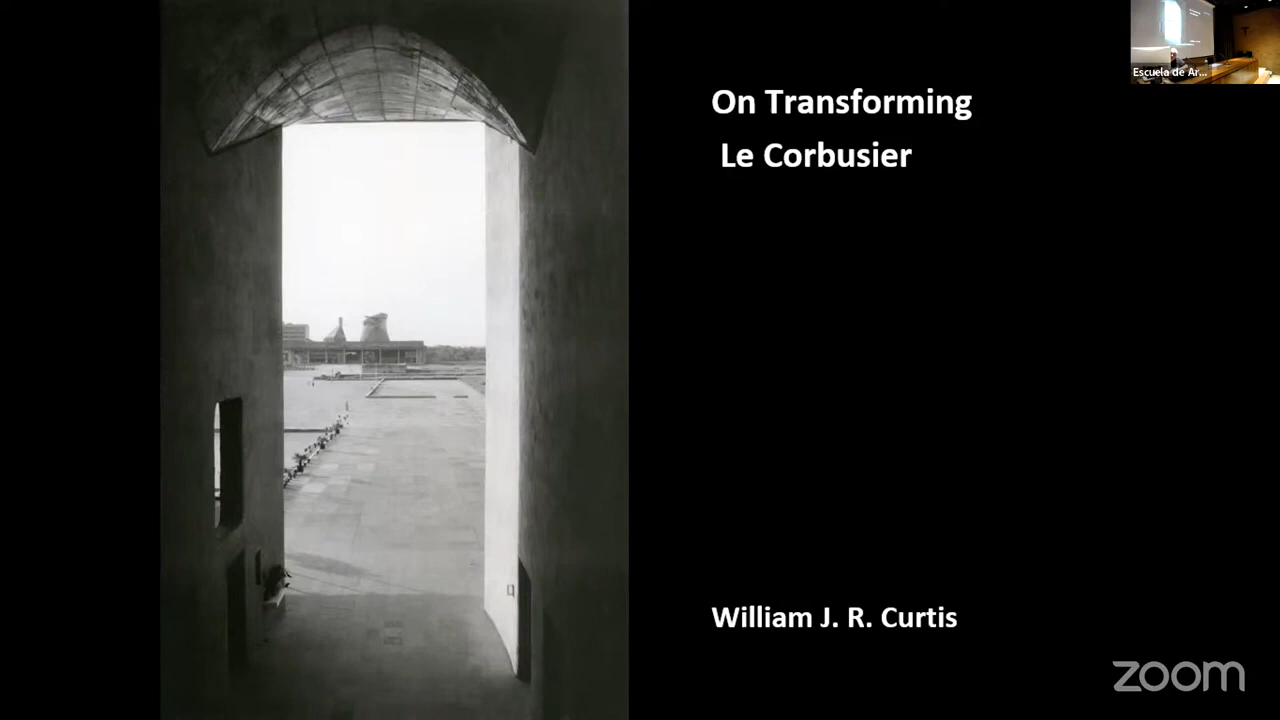 Escuela de Ar...
On Transforming
Le Corbusier
William J. R. Curtis
zoom